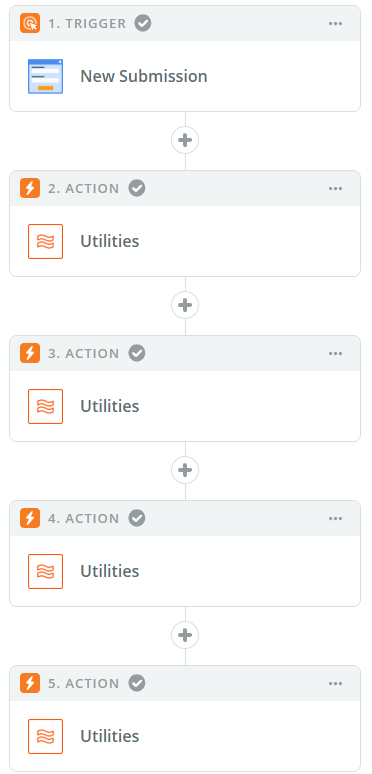 1. TRIGGER
New Submission
2. ACTION
Utilities
3. ACTION
Utilities
4. ACTION
Utilities
5. ACTION
Utilities